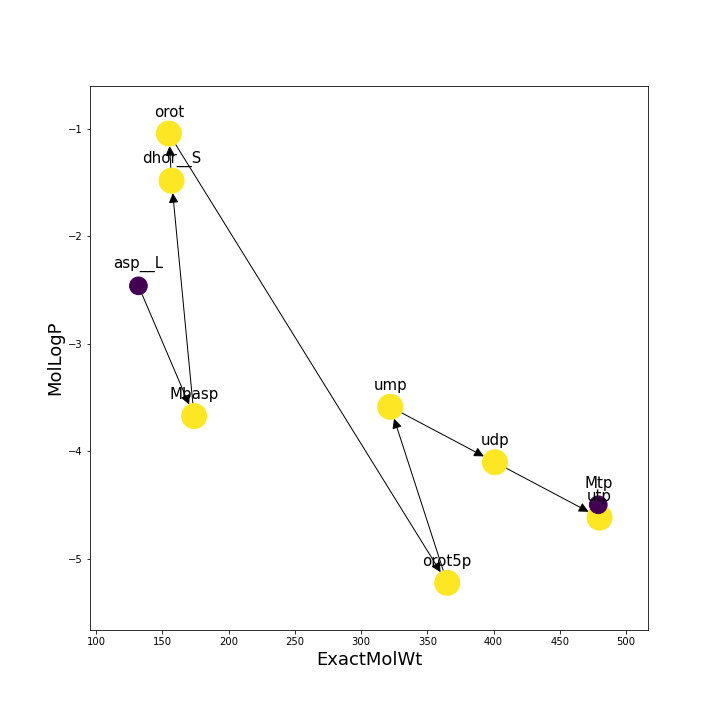 orot
dhor__S
asp__L
Mbasp
ump
udp
Mtp
utp
orot5p
−1
−2
−3
−4
−5
MolLogP
100
150
200
250
300
350
400
450
500
ExactMolWt